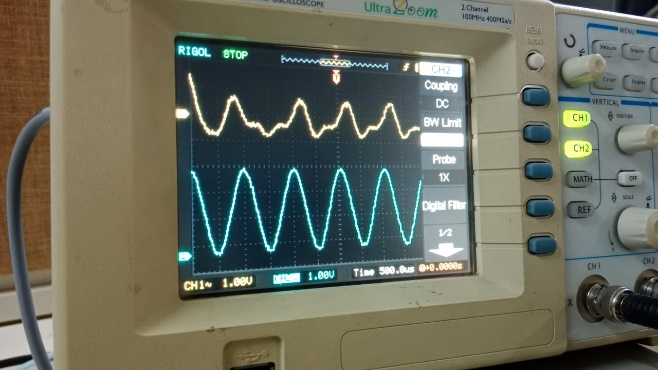 OSCILLOSCOPE
UltraZoom
2 Channel
100MHz 400MSa/s
RIGOL STOP
CH2
Coupling
DC
BW Limit
Probe
1X
Digital Filter
1/2
CH1~ 1.00V
1.00V
Time 500.0us
+0.0000s
MENU
MENU
Measure
Acquire
Cursor
Display
VERTICAL
CH1
POSITION
CH2
MATH
OFF
REF
SCALE
CH 1
CH 2
X